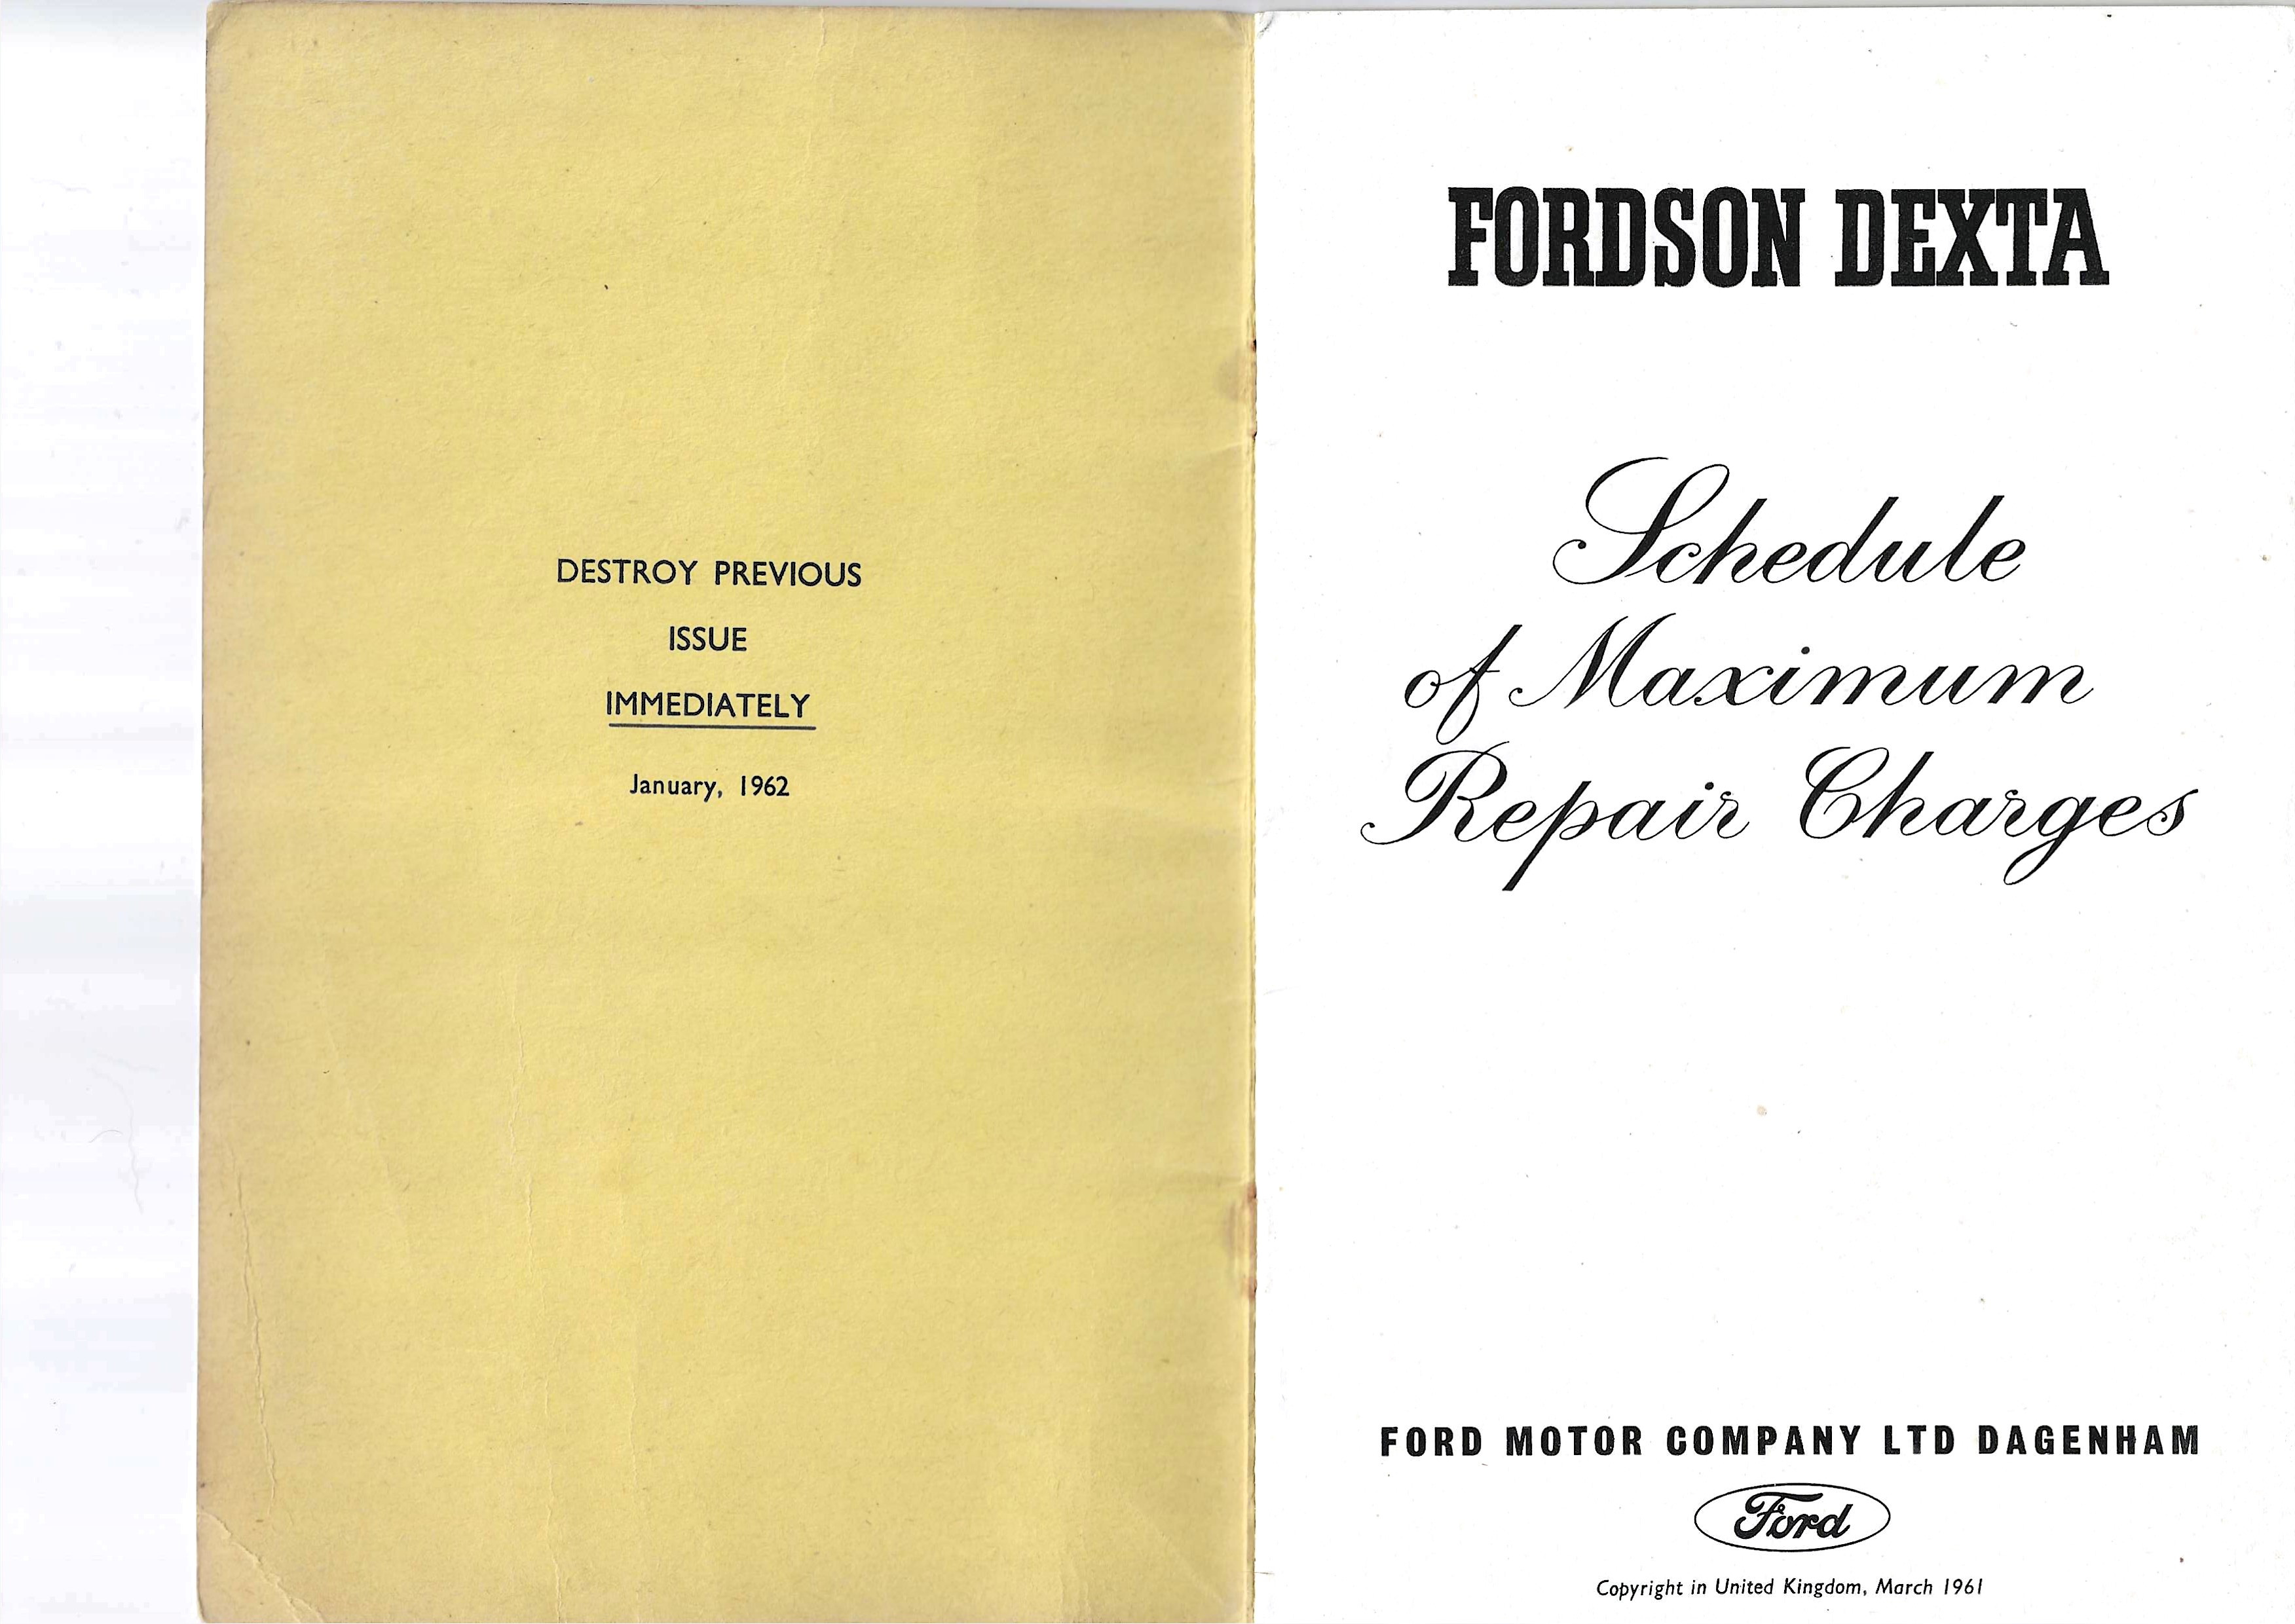 DESTROY PREVIOUS
ISSUE
IMMEDIATELY
January, 1962
FORDSON DEXTA
Schedule
of Maximum
Repair Charges
FORD MOTOR COMPANY LTD DAGENHAM
Ford
Copyright in United Kingdom, March 1961